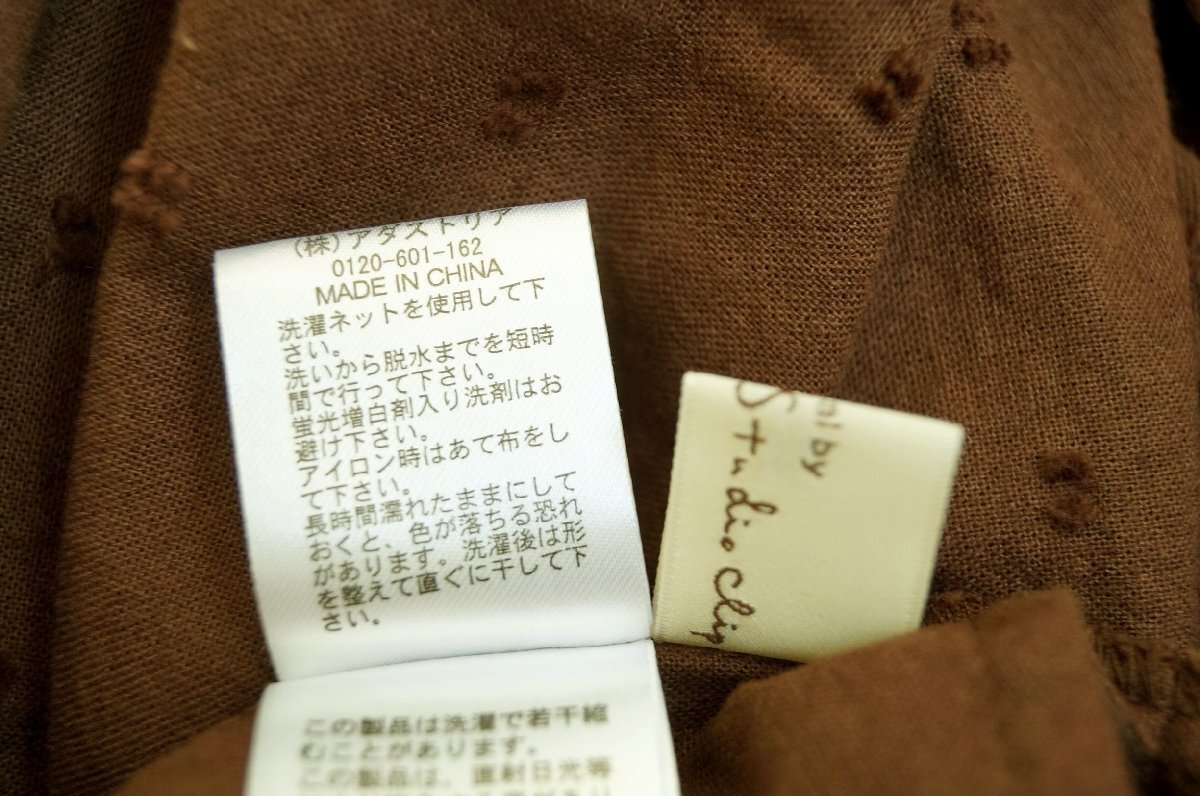 (株)アダストリア
0120-601-162
MADE IN CHINA
洗濯ネットを使用して下
さい。
洗いから脱水までを短時
間で行って下さい。
蛍光増白剤入り洗剤はお
避け下さい。
アイロン時はあて布をし
て下さい。
長時間濡れたままにして
おくと、色が落ちる恐れ
があります。洗濯後は形
を整えて直ぐに干して下
さい。
この製品は洗濯で若干縮
むことがあります。
この製品は、直射日光等
by
Studio Clip